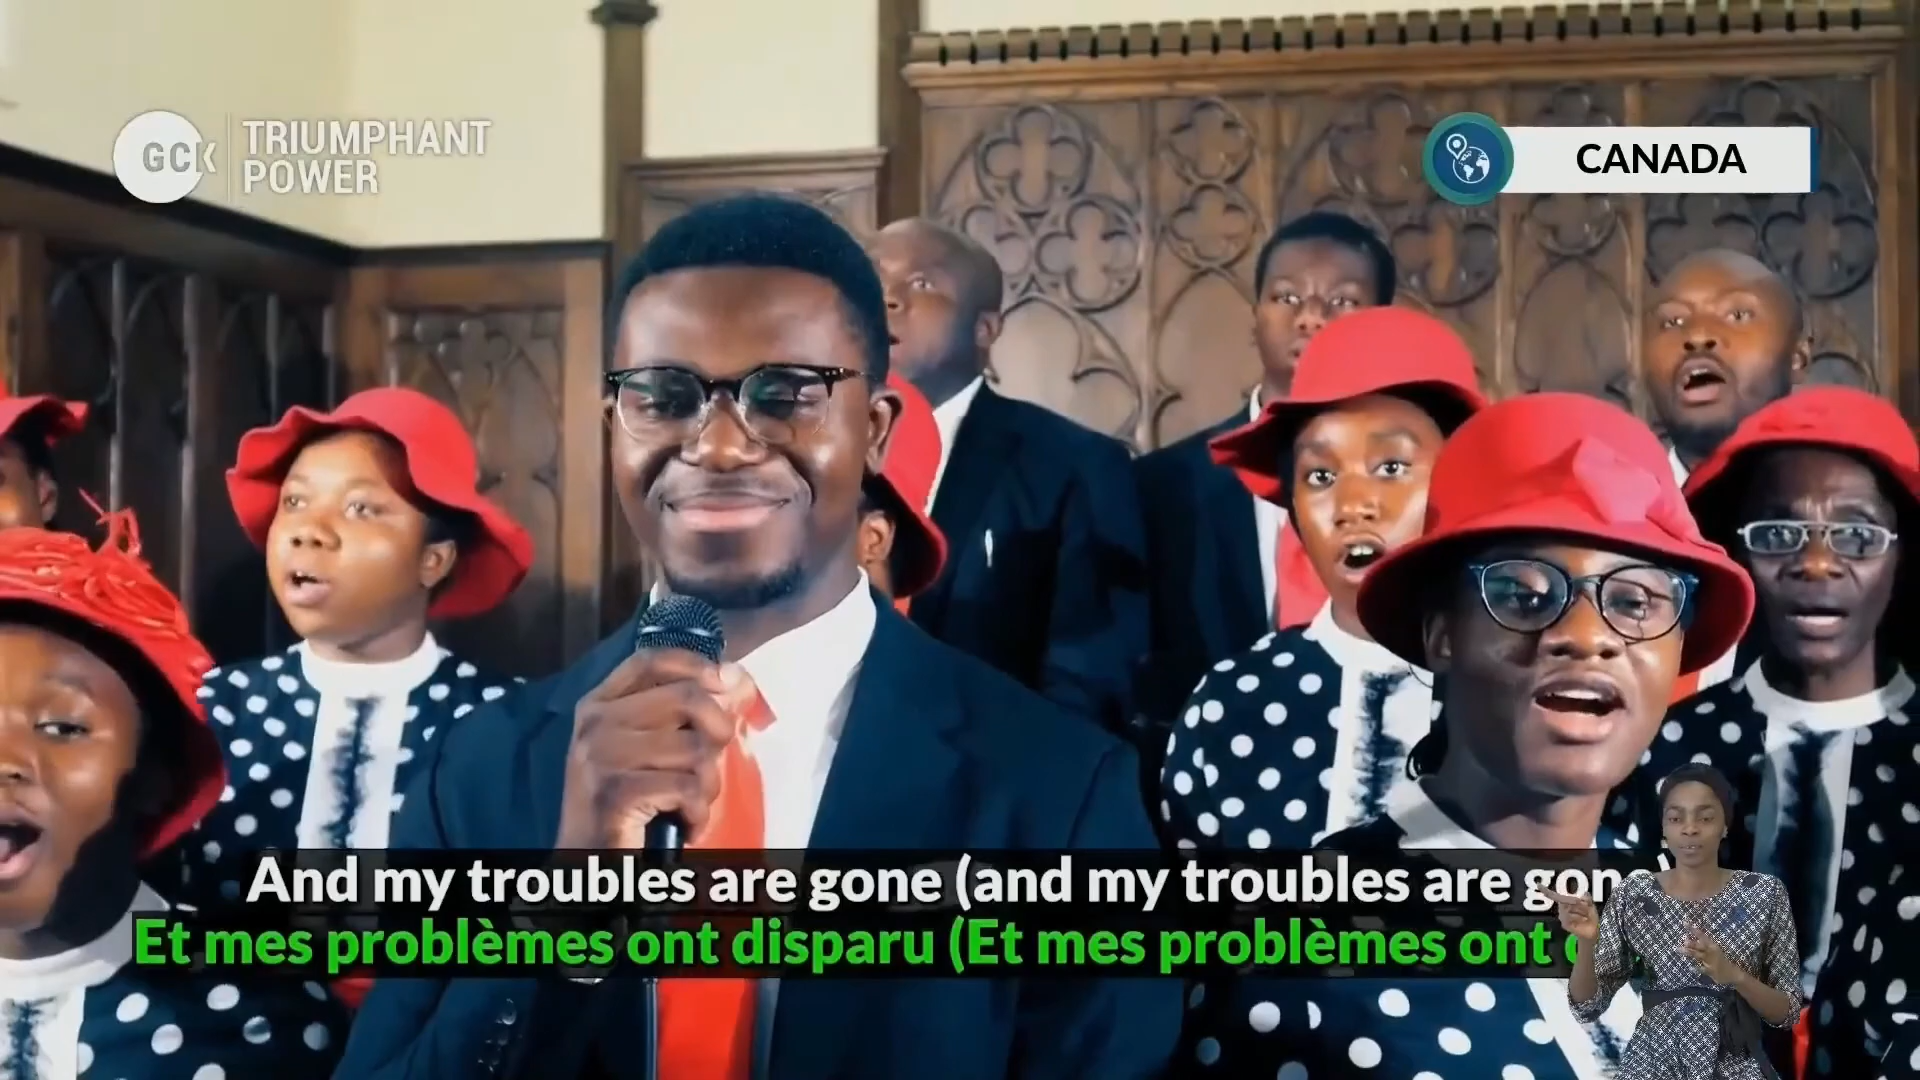 GCK
TRIUMPHANT
POWER
CANADA
And my troubles are gone (and my troubles are
Et mes problèmes ont disparu (Et mes problèmes ont